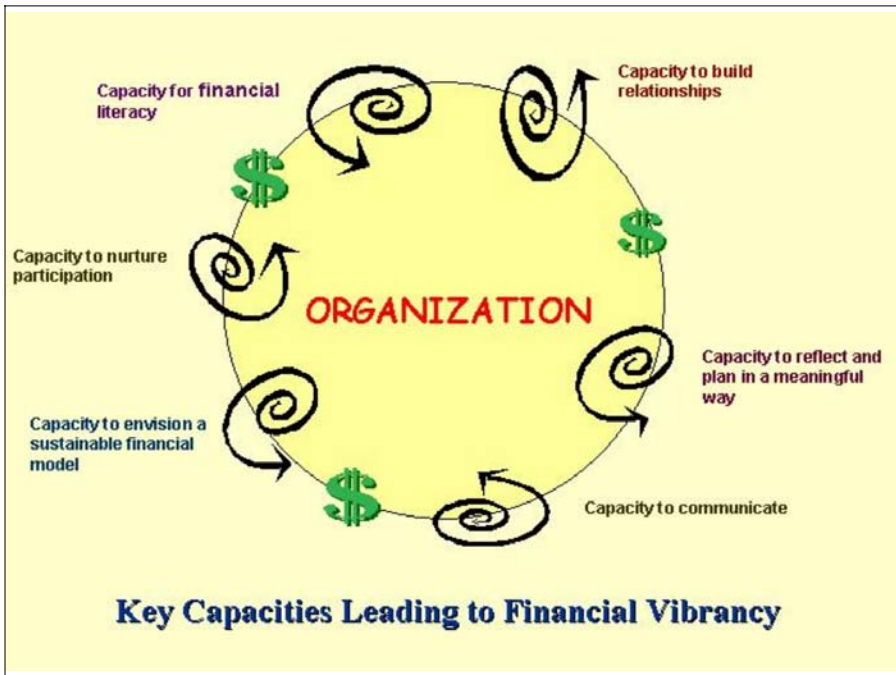 Capacity for financial
literacy
Capacity to build
relationships
$
$
Capacity to nurture
participation
ORGANIZATION
Capacity to reflect and
plan in a meaningful
way
Capacity to envision a
sustainable financial
model
$
Capacity to communicate
Key Capacities Leading to Financial Vibrancy